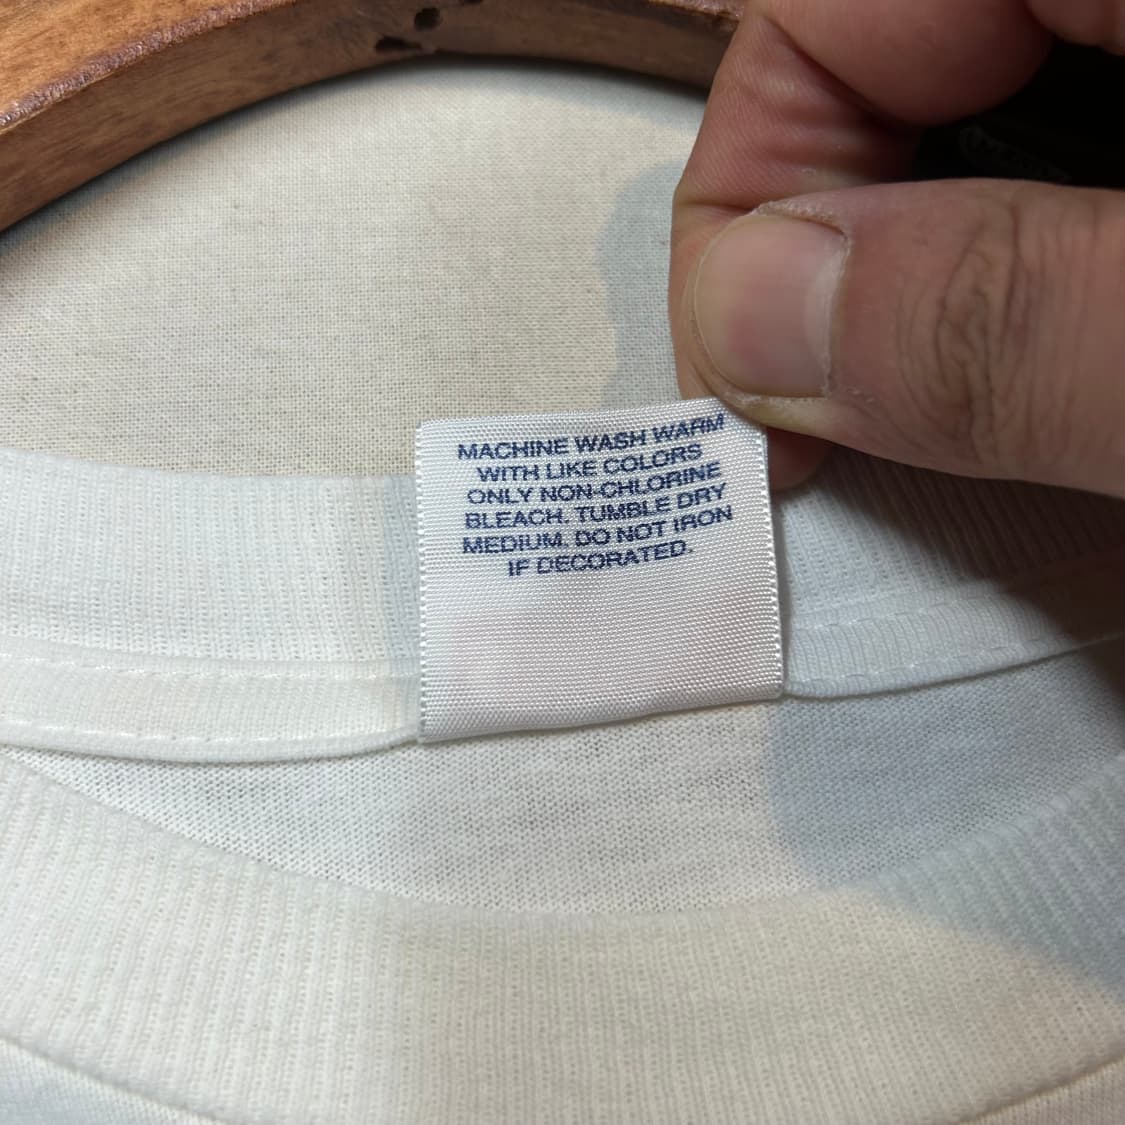 MACHINE WASH WARM
WITH LIKE COLORS
ONLY NON-CHLORINE
BLEACH. TUMBLE DRY
MEDIUM. DO NOT IRON
IF DECORATED.